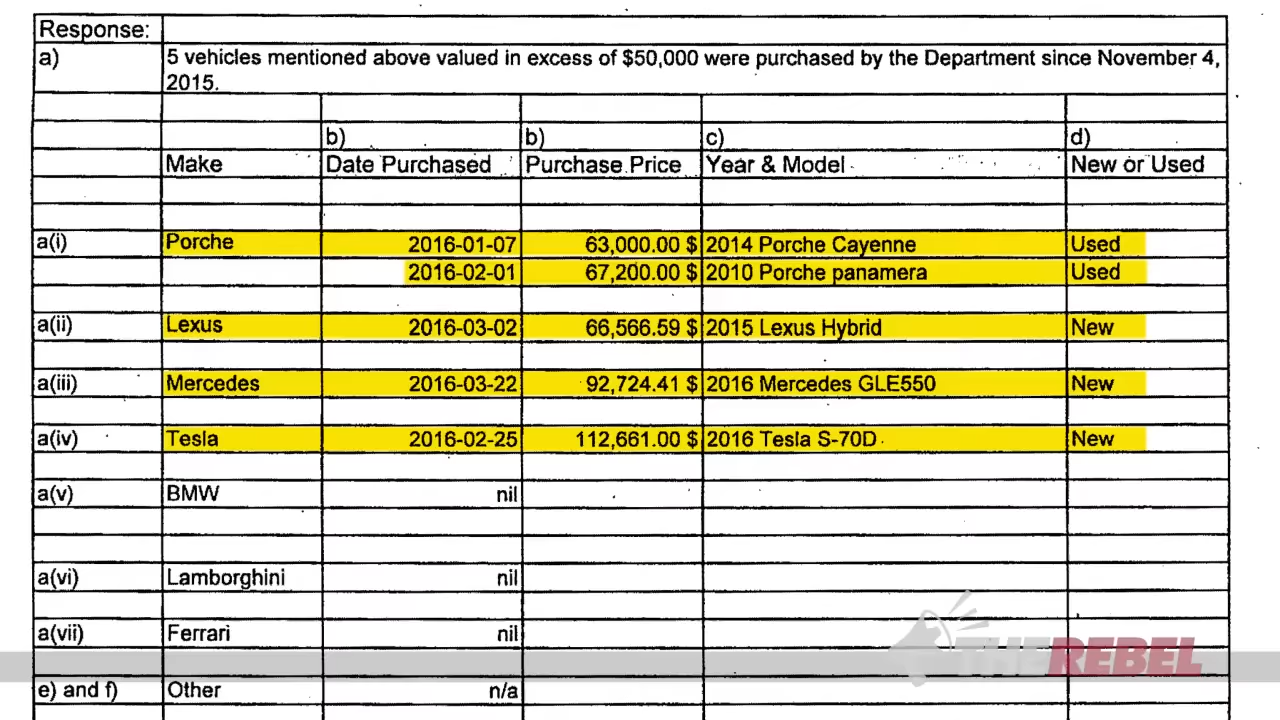 Response:
a) 5 vehicles mentioned above valued in excess of $50,000 were purchased by the Department since November 4,
2015.
b) b) c) d)
Make Date Purchased Purchase Price Year & Model New or Used
a(i) Porche 2016-01-07 63,000.00 $ 2014 Porche Cayenne Used
2016-02-01 67,200.00 $ 2010 Porche panamera Used
a(ii) Lexus 2016-03-02 66,566.59 $ 2015 Lexus Hybrid New
a(iii) Mercedes 2016-03-22 92,724.41 $ 2016 Mercedes GLE550 New
a(iv) Tesla 2016-02-25 112,661.00 $ 2016 Tesla S-70D New
a(v) BMW nil
a(vi) Lamborghini nil
a(vii) Ferrari nil
THEREBEL
e) and f) Other n/a